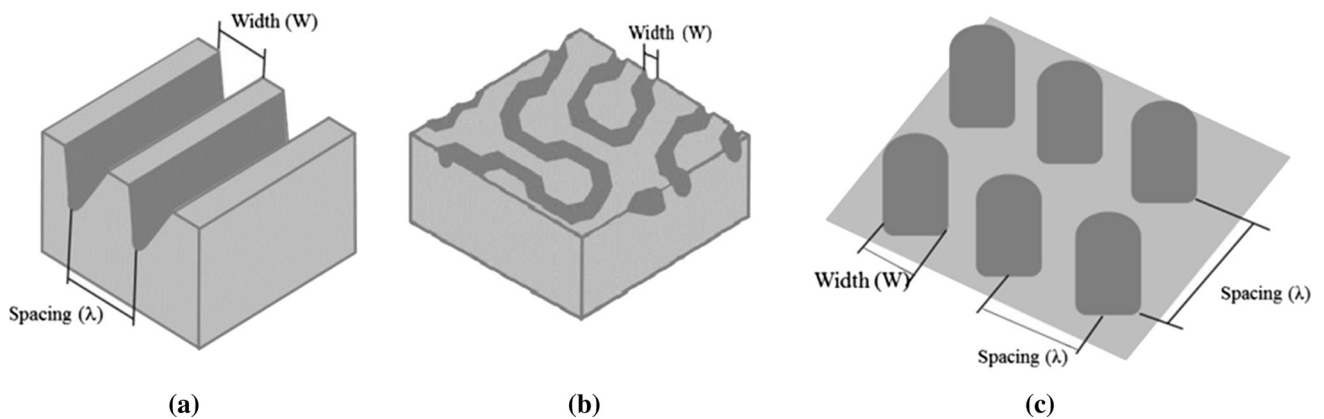 Width (W)
Spacing (λ)
(a)
Width (W)
(b)
Width (W)
Spacing (λ)
Spacing (λ)
(c)